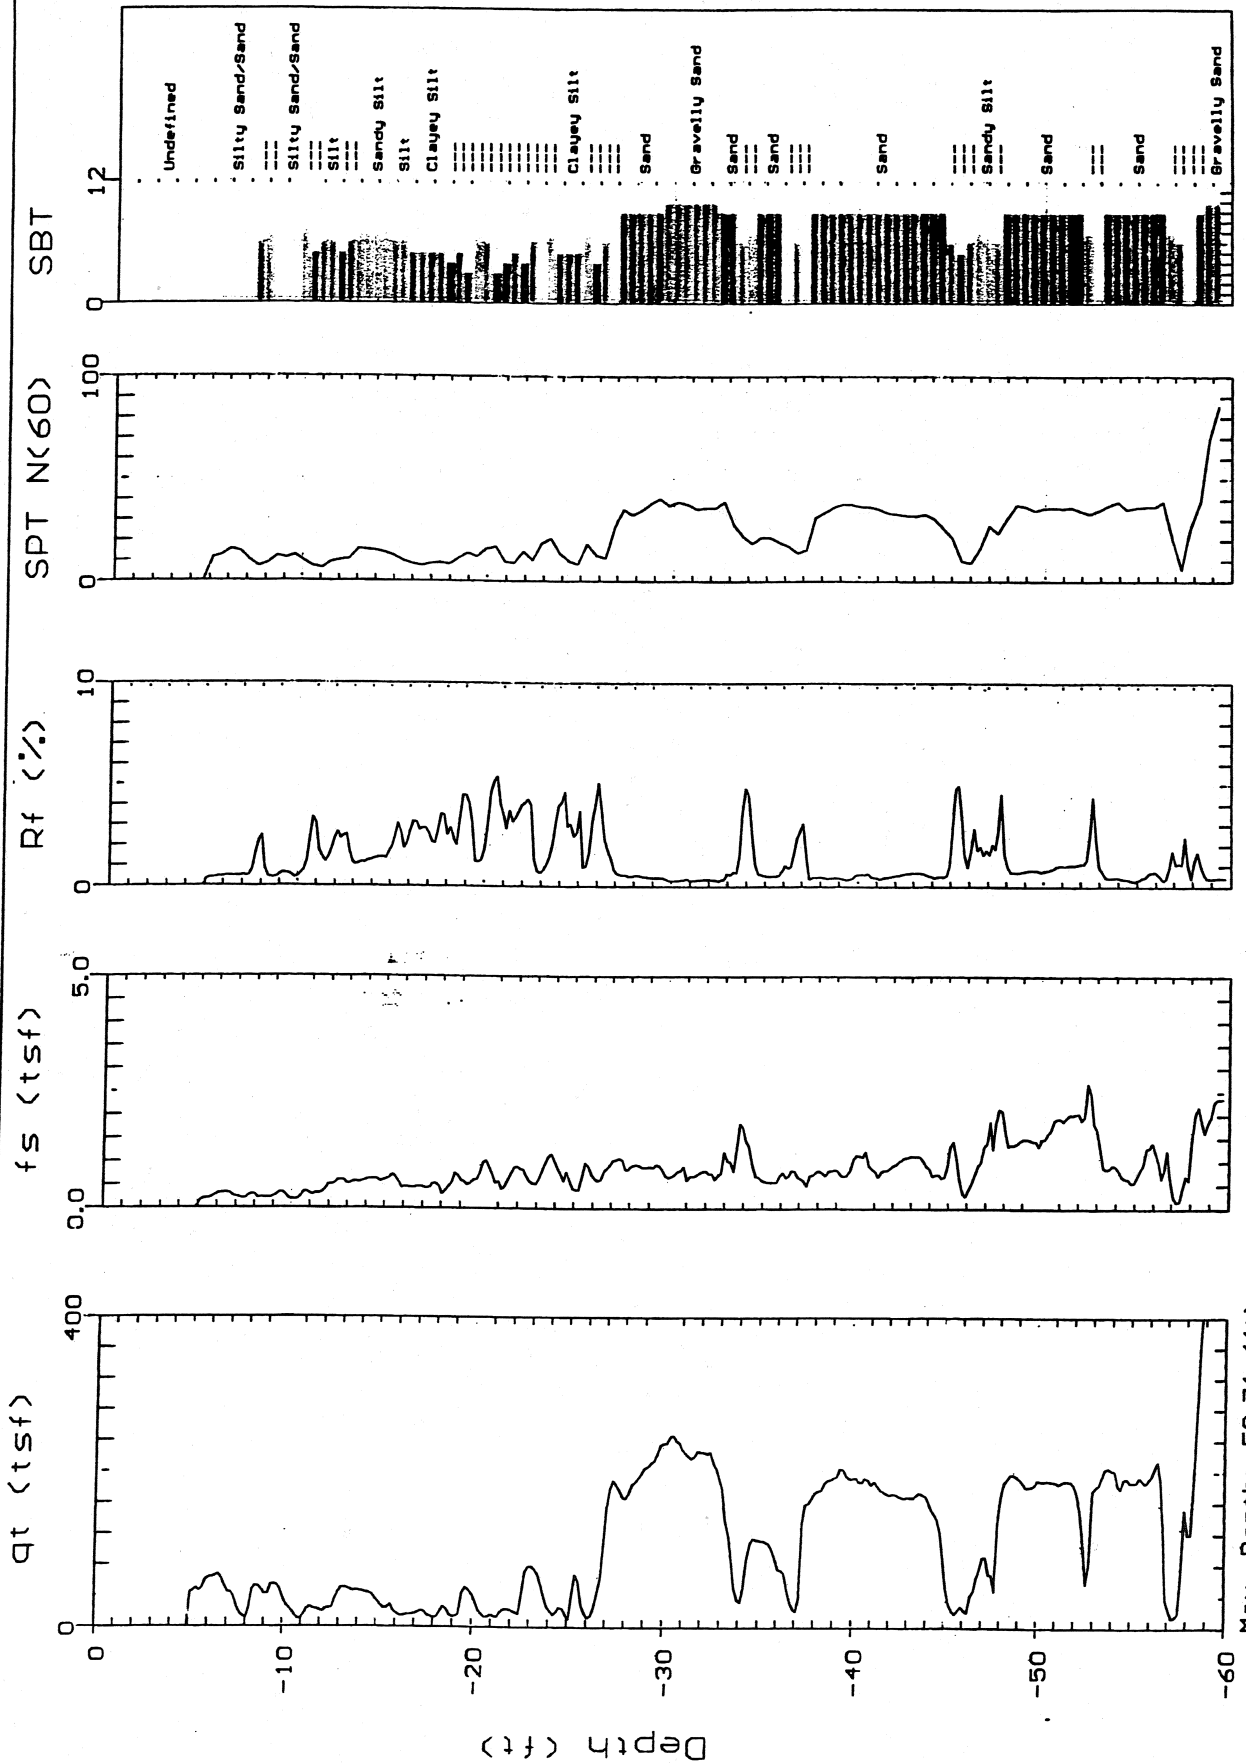 qt (tsf)
fs (tsf)
Rf (%)
SPT N(60)
SBT
0
400
0.0
5.0
0
10
0
100
0
12
Depth (ft)
0
-10
-20
-30
-40
-50
-60
Undefined
Silty Sand/Sand
Silty Sand/Sand
Silt
Sandy Silt
Silt
Clayey Silt
Clayey Silt
Sand
Gravelly Sand
Sand
Sand
Sand
Sandy Silt
Sand
Sand
Gravelly Sand